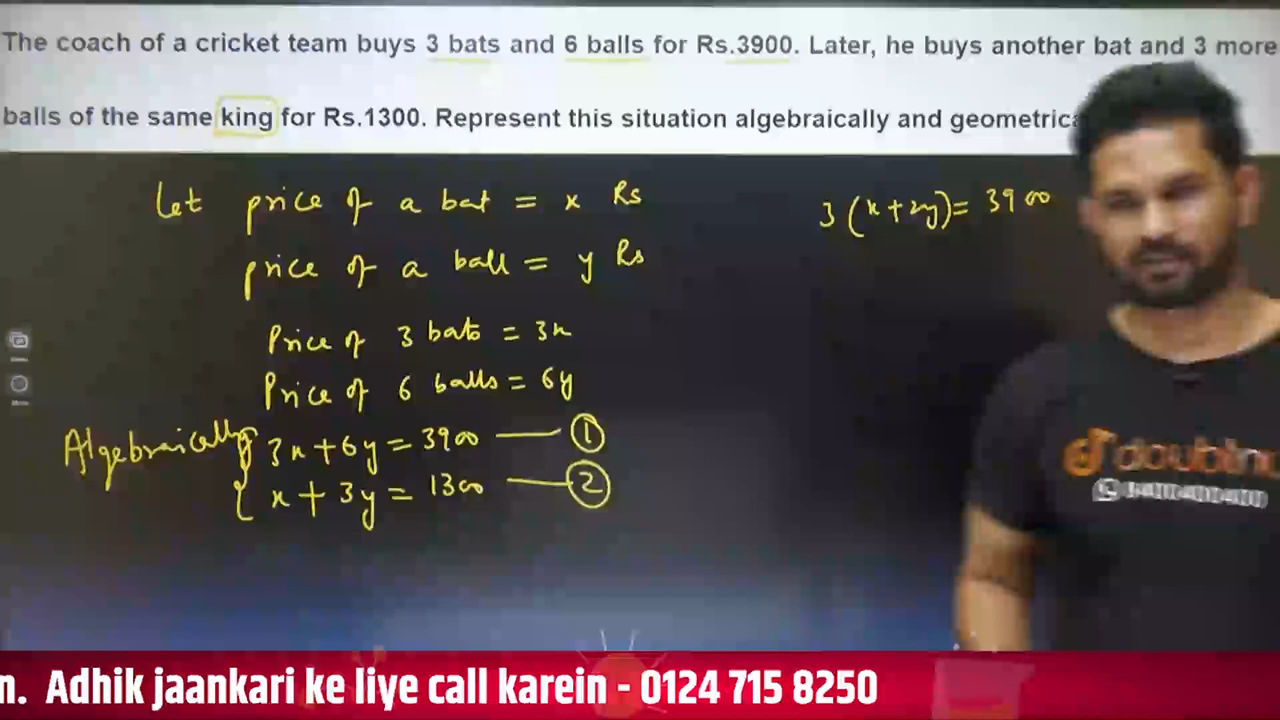 The coach of a cricket team buys 3 bats and 6 balls for Rs.3900. Later, he buys another bat and 3 more
balls of the same king for Rs.1300. Represent this situation algebraically and geometrica
Let price of a bat = x Rs
3 (x+2y)= 3900
price of a ball = y Rs
Price of 3 bats = 3x
Price of 6 balls = 6y
Algebraically { 3x+6y = 3900 — ①
x + 3y = 1300 — ②
doubtnu
n. Adhik jaankari ke liye call karein - 0124 715 8250